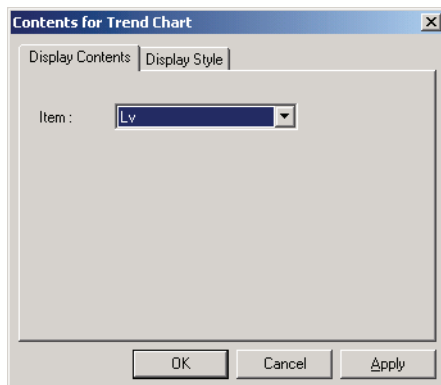 Contents for Trend Chart
Display Contents Display Style
Item : Lv
OK Cancel Apply